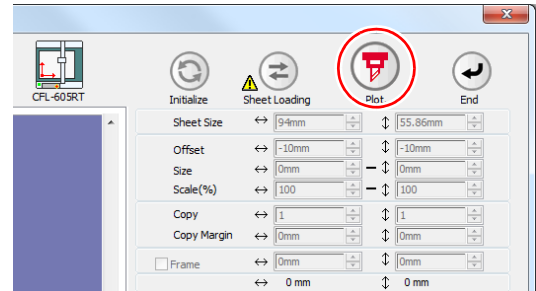 CFL-605RT
Initialize Sheet Loading Plot End
Sheet Size 94mm 55.86mm
Offset -10mm -10mm
Size 0mm 0mm
Scale(%) 100 100
Copy 1 1
Copy Margin 0mm 0mm
Frame 0mm 0mm
0 mm 0 mm